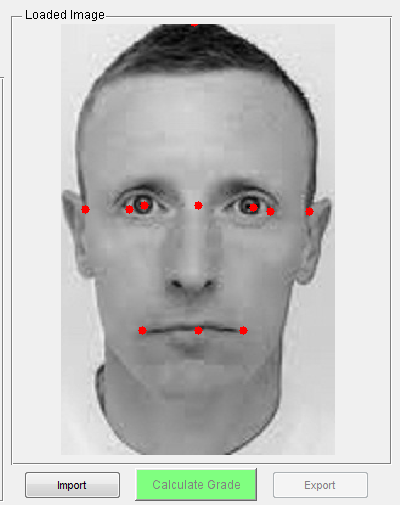 Loaded Image
Import
Calculate Grade
Export